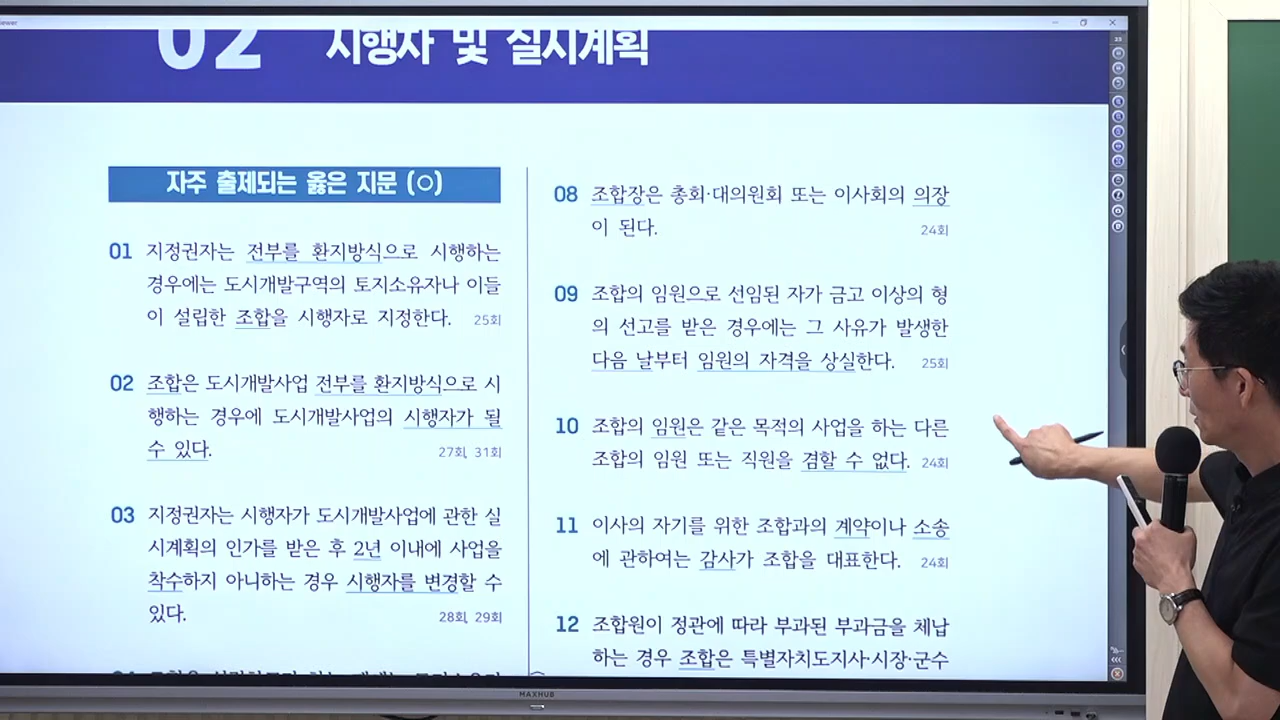 02 시행자 및 실시계획
자주 출제되는 옳은 지문 (○)
01 지정권자는 전부를 환지방식으로 시행하는
경우에는 도시개발구역의 토지소유자나 이들
이 설립한 조합을 시행자로 지정한다. 25회
02 조합은 도시개발사업 전부를 환지방식으로 시
행하는 경우에 도시개발사업의 시행자가 될
수 있다. 27회, 31회
03 지정권자는 시행자가 도시개발사업에 관한 실
시계획의 인가를 받은 후 2년 이내에 사업을
착수하지 아니하는 경우 시행자를 변경할 수
있다. 28회, 29회
08 조합장은 총회·대의원회 또는 이사회의 의장
이 된다. 24회
09 조합의 임원으로 선임된 자가 금고 이상의 형
의 선고를 받은 경우에는 그 사유가 발생한
다음 날부터 임원의 자격을 상실한다. 25회
10 조합의 임원은 같은 목적의 사업을 하는 다른
조합의 임원 또는 직원을 겸할 수 없다. 24회
11 이사의 자기를 위한 조합과의 계약이나 소송
에 관하여는 감사가 조합을 대표한다. 24회
12 조합원이 정관에 따라 부과된 부과금을 체납
하는 경우 조합은 특별자치도지사·시장·군수
MAXHUB